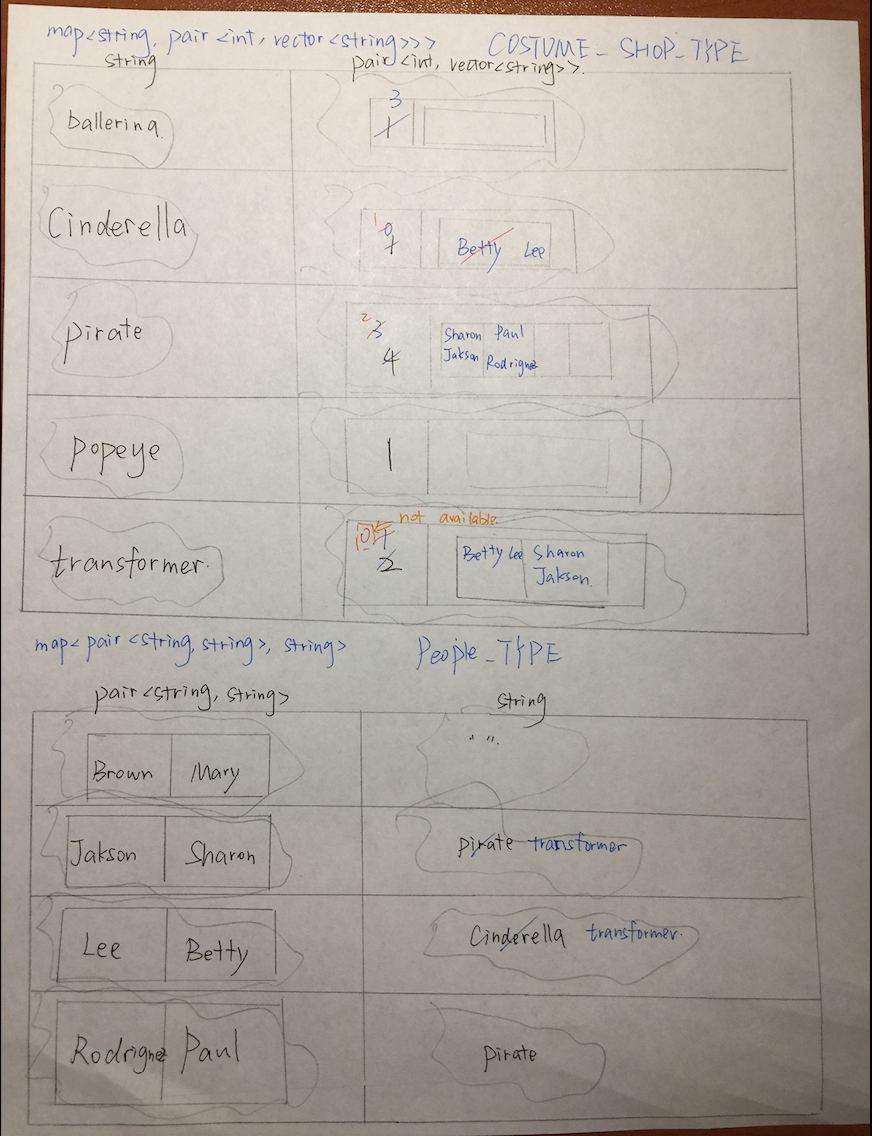 map<string, pair<int, vector<string>>> COSTUME_SHOP_TYPE
string pair<int, vector<string>>.
ballerina 3 1
Cinderella 1 0 1 Betty Lee
pirate 2 3 4 Sharon Paul
Jakson Rodriguez
popeye 1
not available
transformer. 0 1 2 Betty Lee Sharon
Jakson.
map<pair<string, string>, string> People_TYPE
pair<string, string> string
Brown Mary " ".
Jakson Sharon pirate transformer
Lee Betty Cinderella transformer.
Rodriguez Paul pirate